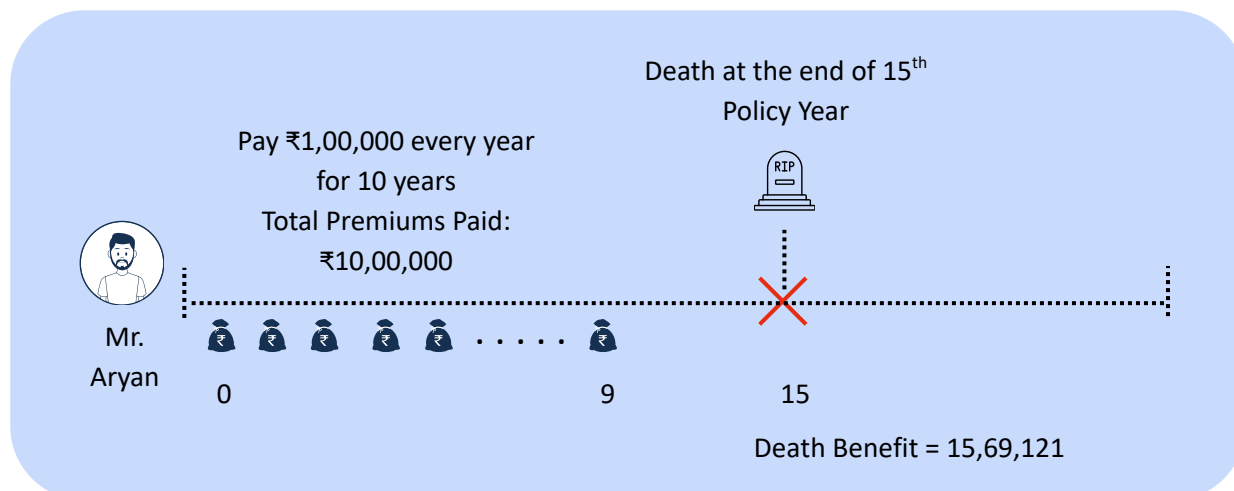 Death at the end of 15th
Policy Year
RIP
Pay ₹1,00,000 every year
for 10 years
Total Premiums Paid:
₹10,00,000
Mr.
Aryan
₹ ₹ ₹ ₹ ₹ . . . . . ₹
0 9 15
Death Benefit = 15,69,121